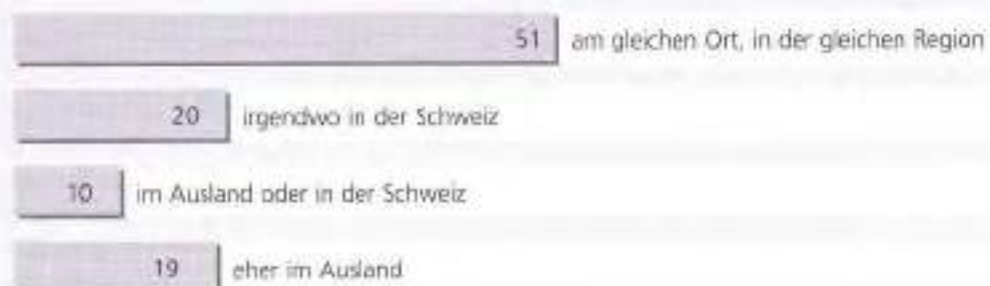 51 am gleichen Ort, in der gleichen Region
20 irgendwo in der Schweiz
10 im Ausland oder in der Schweiz
19 eher im Ausland